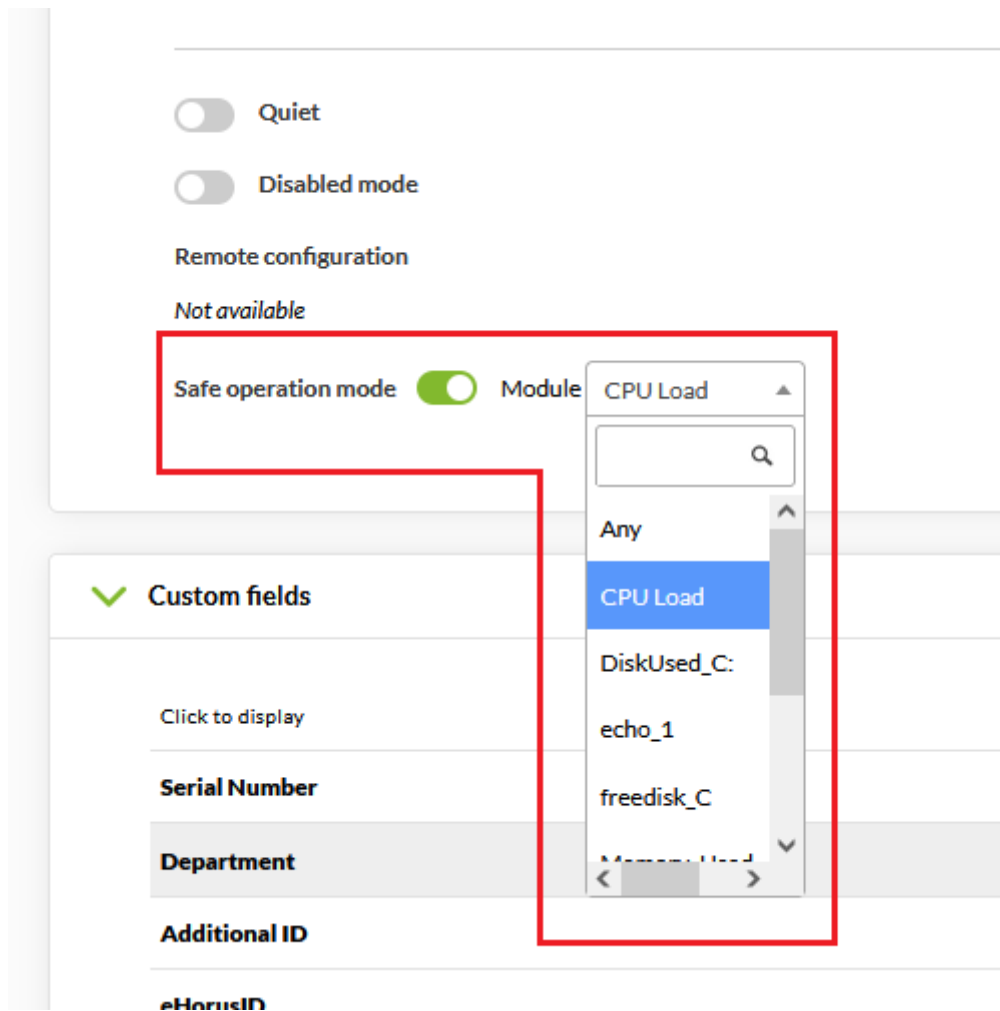 Quiet
Disabled mode
Remote configuration
Not available
Safe operation mode Module CPU Load
Any
CPU Load
DiskUsed_C:
echo_1
freedisk_C
Custom fields
Click to display
Serial Number
Department
Additional ID
eHorusID